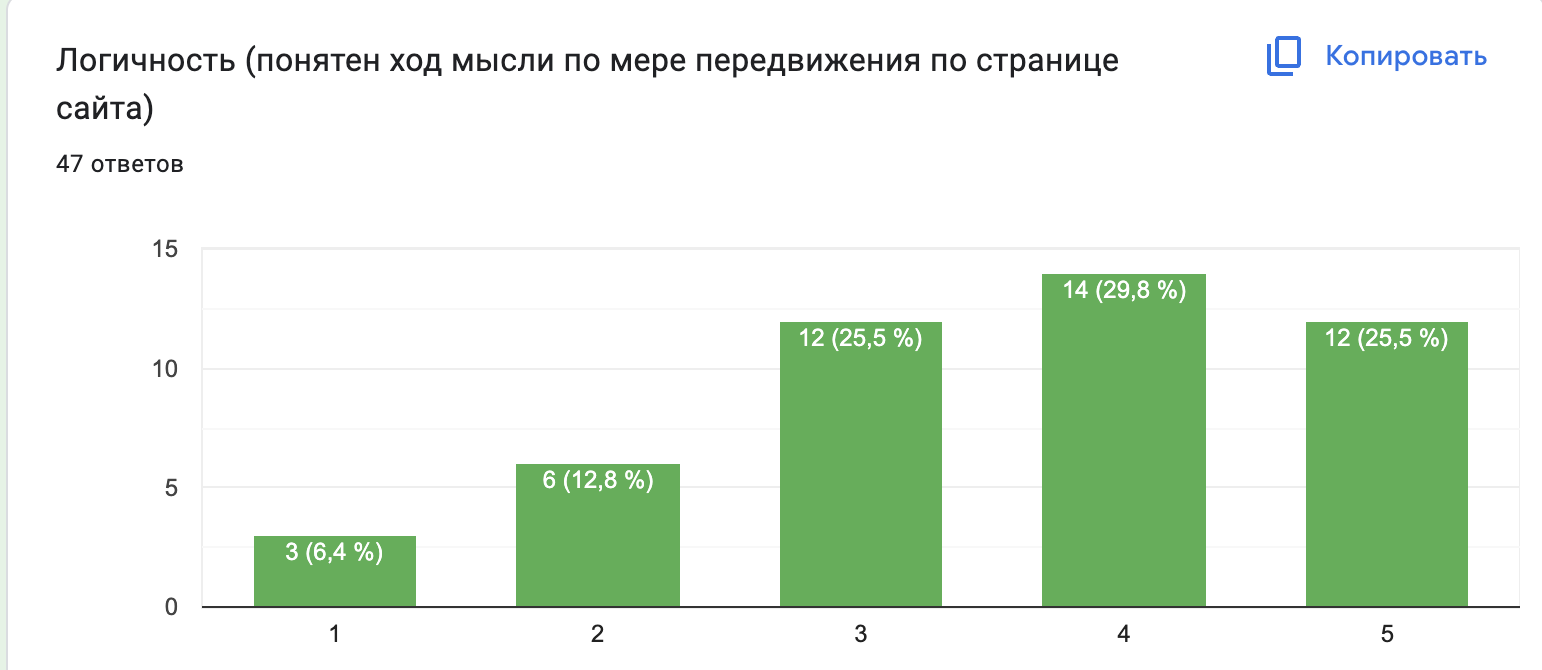 Логичность (понятен ход мысли по мере передвижения по странице
сайта)
Копировать
47 ответов
15
10
5
0
3 (6,4 %)
6 (12,8 %)
12 (25,5 %)
14 (29,8 %)
12 (25,5 %)
1 2 3 4 5